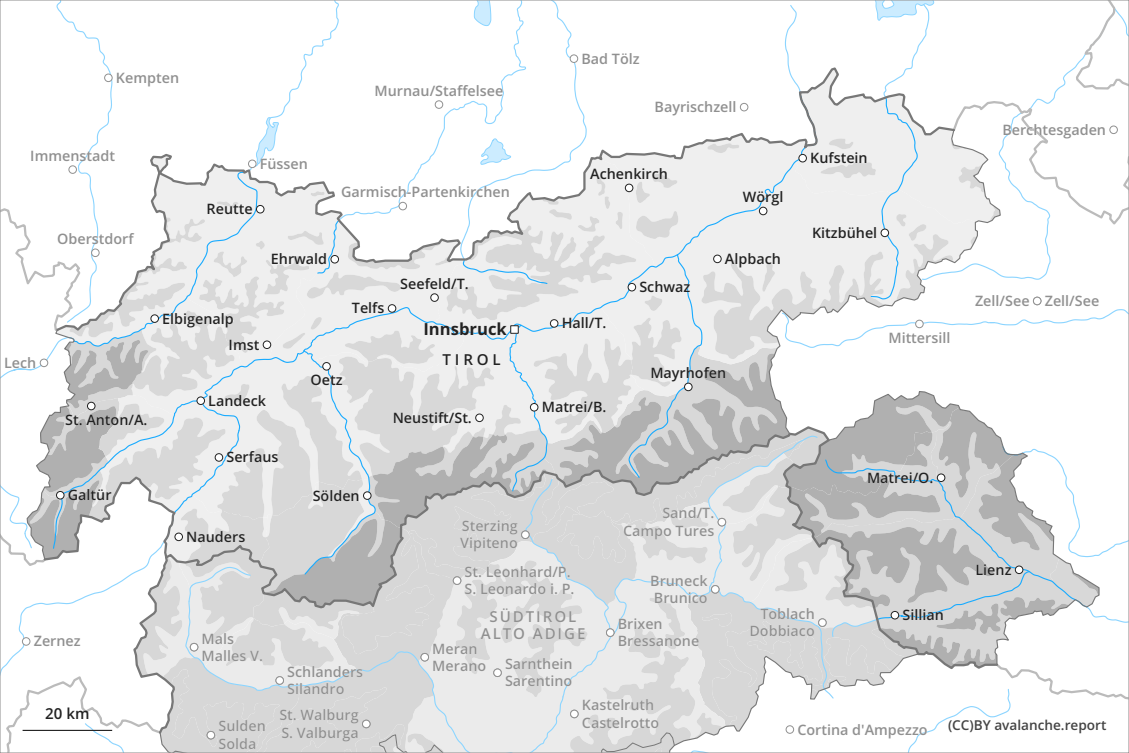 Kempten
Bad Tölz
Murnau/Staffelsee
Bayrischzell
Berchtesgaden
Immenstadt
Füssen
Kufstein
Achenkirch
Garmisch-Partenkirchen
Wörgl
Reutte
Kitzbühel
Oberstdorf
Ehrwald
Alpbach
Seefeld/T.
Schwaz
Zell/See
Zell/See
Telfs
Elbigenalp
Innsbruck
Hall/T.
Mittersill
Imst
TIROL
Lech
Oetz
Mayrhofen
Landeck
Matrei/B.
St. Anton/A.
Neustift/St.
Serfaus
Matrei/O.
Galtür
Sölden
Sand/T.
Campo Tures
Sterzing
Vipiteno
Nauders
St. Leonhard/P.
S. Leonardo i. P.
Lienz
Bruneck
Brunico
SÜDTIROL
ALTO ADIGE
Toblach
Dobbiaco
Sillian
Brixen
Bressanone
Zernez
Mals
Malles V.
Meran
Merano
Sarnthein
Sarentino
Schlanders
Silandro
Kastelruth
Castelrotto
20 km
St. Walburg
S. Valburga
Sulden
Solda
Cortina d'Ampezzo
(CC)BY avalanche.report